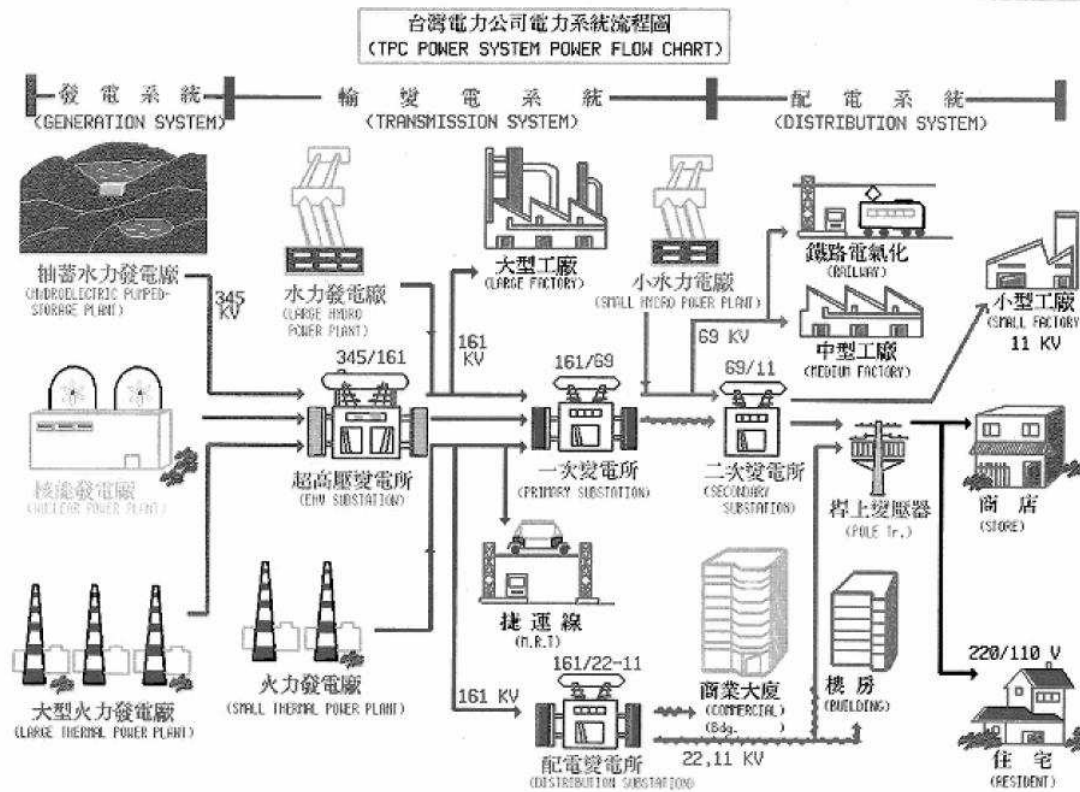 台灣電力公司電力系統流程圖
(TPC POWER SYSTEM POWER FLOW CHART)
發電系統
(GENERATION SYSTEM)
輸變電系統
(TRANSMISSION SYSTEM)
配電系統
(DISTRIBUTION SYSTEM)
抽蓄水力發電廠
(HYDROELECTRIC PUMPED-
STORAGE PLANT)
345
KV
水力發電廠
(LARGE HYDRO
POWER PLANT)
大型工廠
(LARGE FACTORY)
小水力電廠
(SMALL HYDRO POWER PLANT)
鐵路電氣化
(RAILWAY)
小型工廠
(SMALL FACTORY)
11 KV
345/161
161
KV
161/69
69 KV
中型工廠
(MEDIUM FACTORY)
69/11
核能發電廠
(NUCLEAR POWER PLANT)
超高壓變電所
(EHV SUBSTATION)
一次變電所
(PRIMARY SUBSTATION)
二次變電所
(SECONDARY
SUBSTATION)
桿上變壓器
(POLE Tr.)
商店
(STORE)
大型火力發電廠
(LARGE THERMAL POWER PLANT)
火力發電廠
(SMALL THERMAL POWER PLANT)
捷運線
(M.R.T)
161 KV
161/22-11
配電變電所
(DISTRIBUTION SUBSTATION)
商業大廈
(COMMERCIAL)
(Bdg. )
22,11 KV
樓房
(BUILDING)
220/110 V
住宅
(RESIDENT)